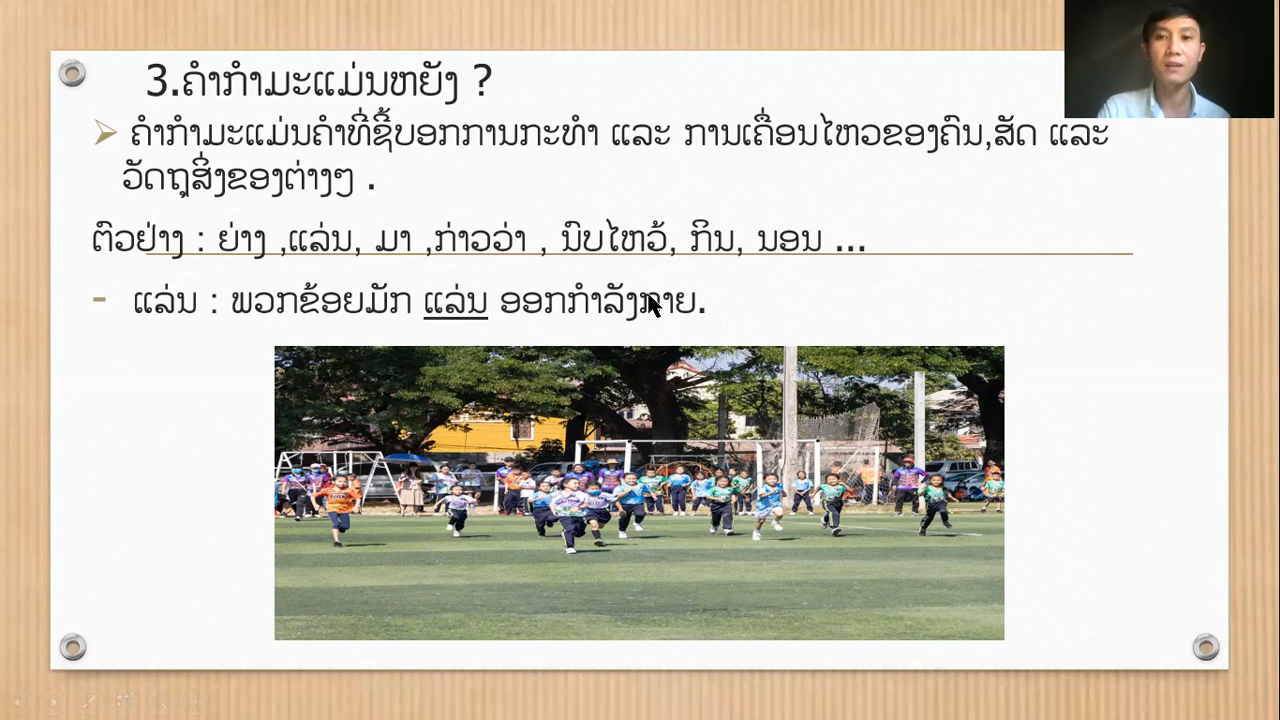 3.ຄຳກຳມະແມ່ນຫຍັງ ?
ຄຳກຳມະແມ່ນຄຳທີ່ຊີ້ບອກການກະທຳ ແລະ ການເຄື່ອນໄຫວຂອງຄົນ,ສັດ ແລະ
ວັດຖຸສິ່ງຂອງຕ່າງໆ .
ຕົວຢ່າງ : ຍ່າງ ,ແລ່ນ, ມາ ,ກ່າວວ່າ , ນົບໄຫວ້, ກິນ, ນອນ ...
- ແລ່ນ : ພວກຂ້ອຍມັກ ແລ່ນ ອອກກຳລັງກາຍ.